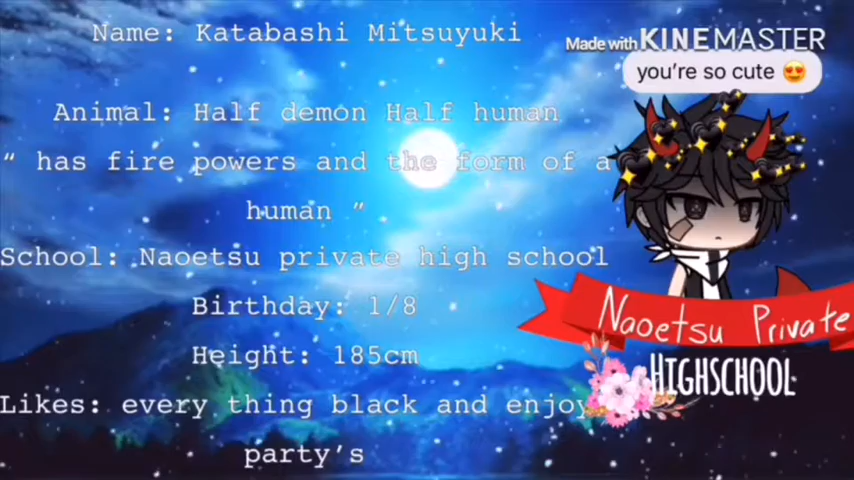 Name: Katabashi Mitsuyuki
Made with KINEMASTER
you're so cute 😍
Animal: Half demon Half human
“ has fire powers and the form of a
human ”
School: Naoetsu private high school
Birthday: 1/8
Height: 185cm
Likes: every thing black and enjoy
party's
Naoetsu Private
HIGHSCHOOL